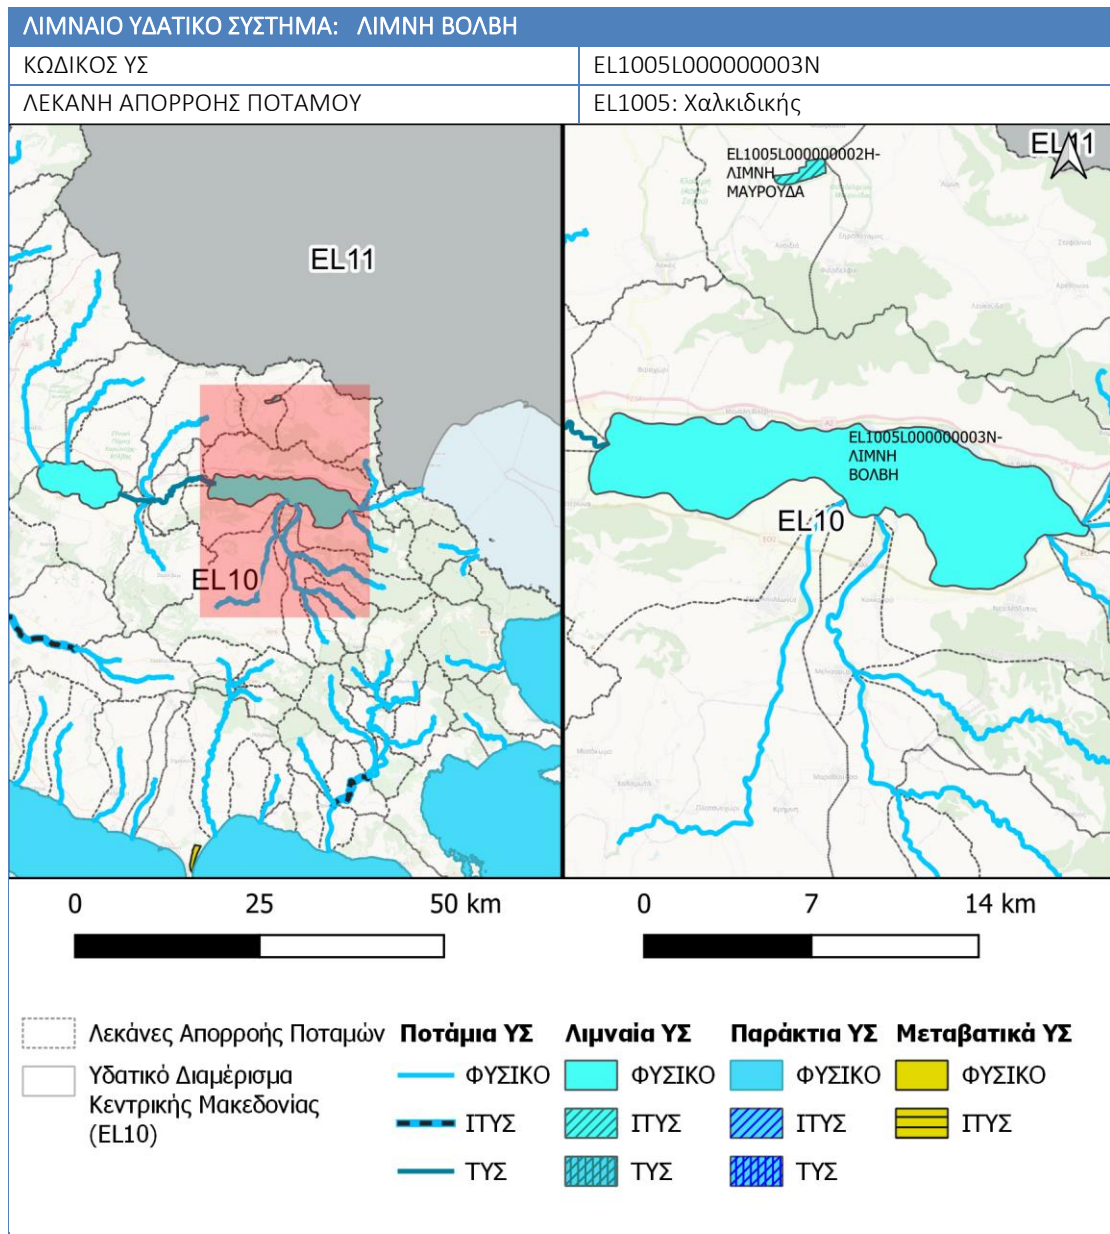 ΛΙΜΝΑΙΟ ΥΔΑΤΙΚΟ ΣΥΣΤΗΜΑ: ΛΙΜΝΗ ΒΟΛΒΗ
ΚΩΔΙΚΟΣ ΥΣ
EL1005L000000003N
ΛΕΚΑΝΗ ΑΠΟΡΡΟΗΣ ΠΟΤΑΜΟΥ
EL1005: Χαλκιδικής
EL11
EL10
EL11
EL1005L000000002H-
ΛΙΜΝΗ
ΜΑΥΡΟΥΔΑ
EL1005L000000003N-
ΛΙΜΝΗ
ΒΟΛΒΗ
EL10
0 25 50 km
0 7 14 km
Λεκάνες Απορροής Ποταμών
Υδατικό Διαμέρισμα
Κεντρικής Μακεδονίας
(EL10)
Ποτάμια ΥΣ
ΦΥΣΙΚΟ
ΙΤΥΣ
ΤΥΣ
Λιμναία ΥΣ
ΦΥΣΙΚΟ
ΙΤΥΣ
ΤΥΣ
Παράκτια ΥΣ
ΦΥΣΙΚΟ
ΙΤΥΣ
ΤΥΣ
Μεταβατικά ΥΣ
ΦΥΣΙΚΟ
ΙΤΥΣ